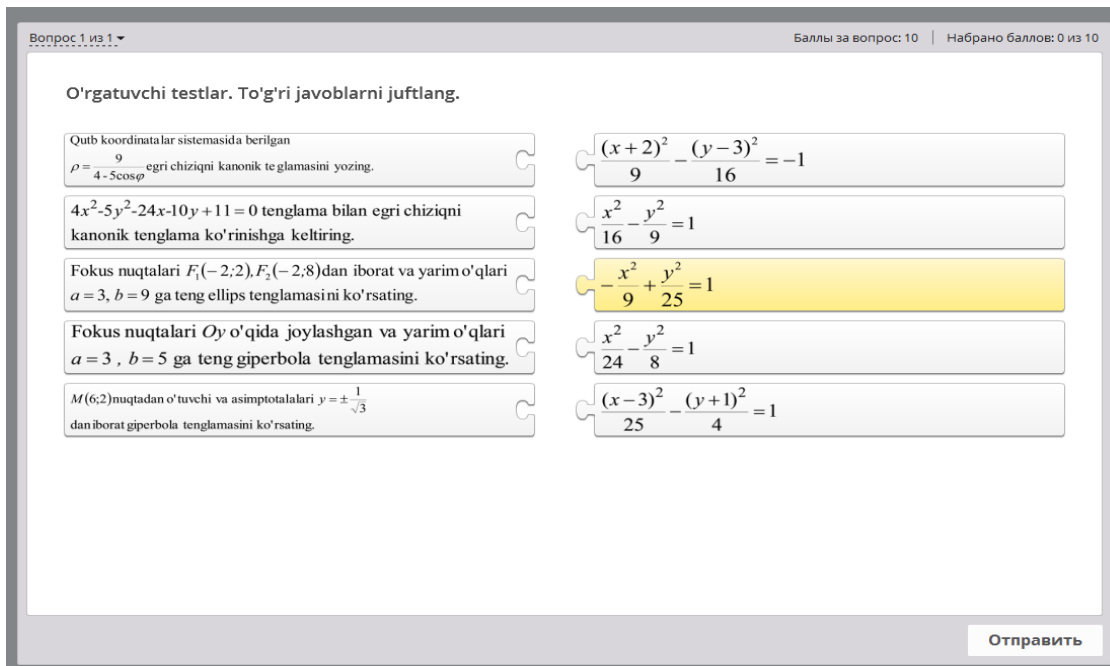 Вопрос 1 из 1
Баллы за вопрос: 10 | Набрано баллов: 0 из 10
O'rgatuvchi testlar. To'g'ri javoblarni juftlang.
Qutb koordinatalar sistemasida berilgan
ρ = 9/(4-5cosφ) egri chiziqni kanonik te glamasini yozing.
(x+2)²/9 − (y−3)²/16 = −1
4x²-5y²-24x-10y+11=0 tenglama bilan egri chiziqni
kanonik tenglama ko'rinishga keltiring.
x²/16 − y²/9 = 1
Fokus nuqtalari F₁(−2;2),F₂(−2;8)dan iborat va yarim o'qlari
a=3, b=9 ga teng ellips tenglamasini ko'rsating.
−x²/9 + y²/25 = 1
Fokus nuqtalari Oy o'qida joylashgan va yarim o'qlari
a=3 , b=5 ga teng giperbola tenglamasini ko'rsating.
x²/24 − y²/8 = 1
M(6;2)nuqtadan o'tuvchi va asimptotalalari y=±1/√3
dan iborat giperbola tenglamasini ko'rsating.
(x−3)²/25 − (y+1)²/4 = 1
Отправить